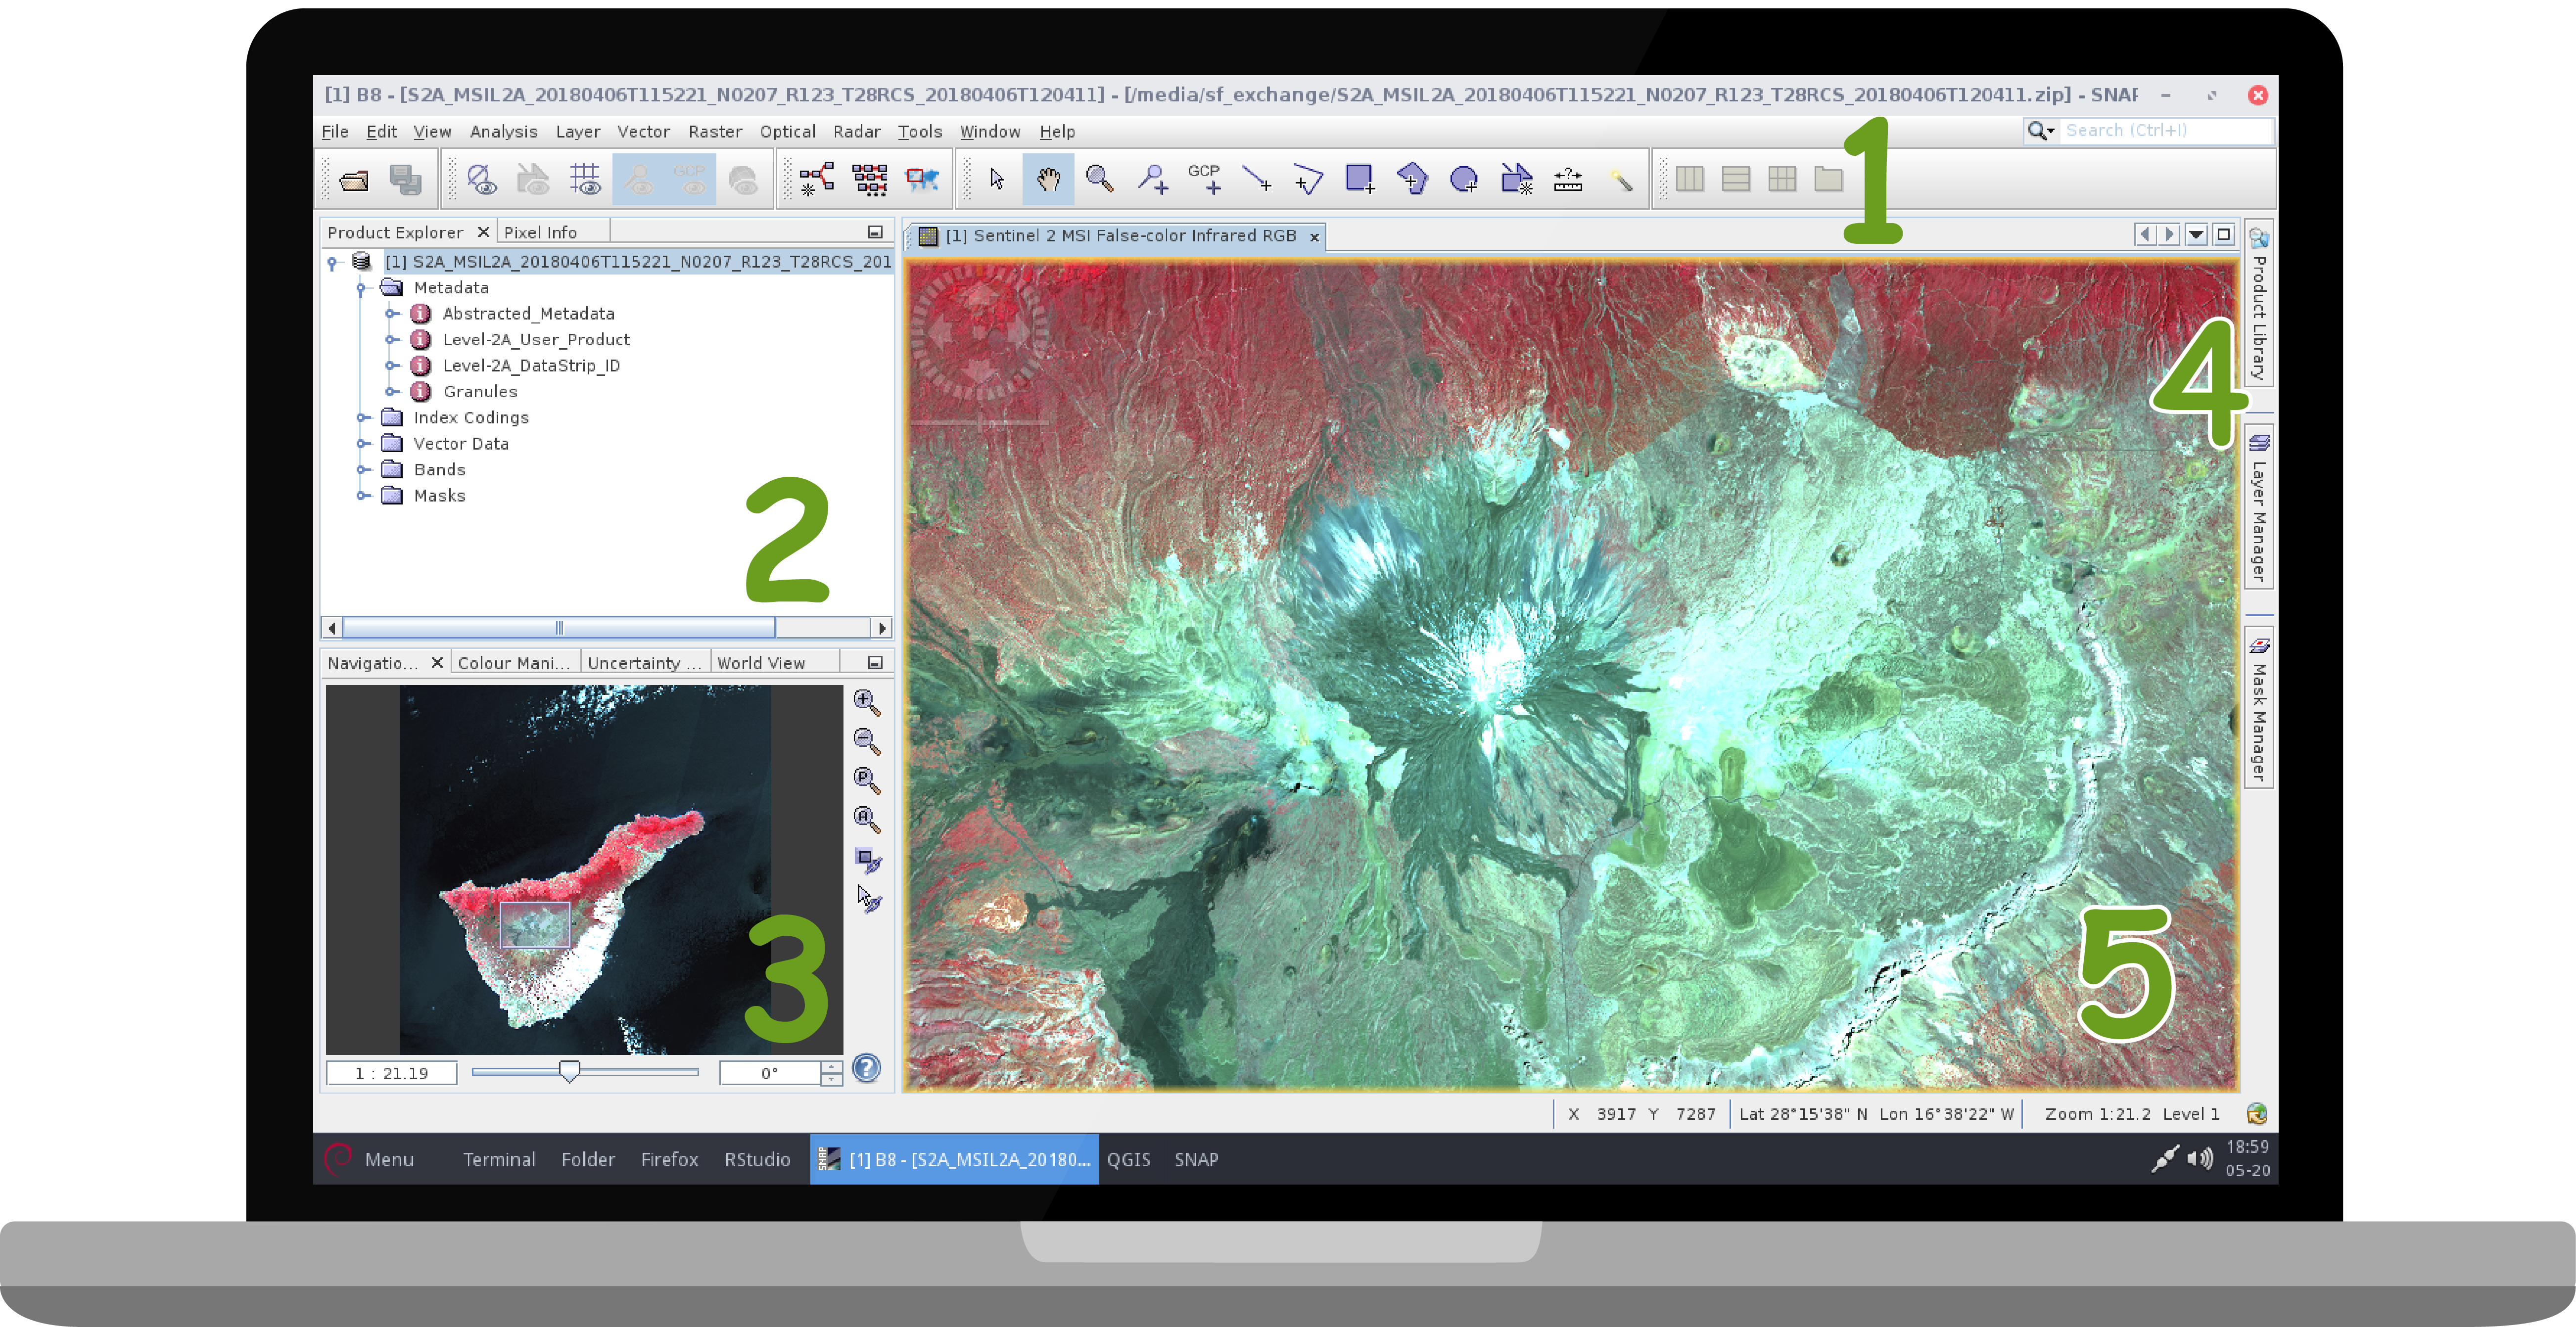 [1] B8 - [S2A_MSIL2A_20180406T115221_N0207_R123_T28RCS_20180406T120411] - [/media/sf_exchange/S2A_MSIL2A_20180406T115221_N0207_R123_T28RCS_20180406T120411.zip] - SNAP
File Edit View Analysis Layer Vector Raster Optical Radar Tools Window Help
Search (Ctrl+I)
1
GCP GCP
Product Explorer Pixel Info
[1] Sentinel 2 MSI False-color Infrared RGB
[1] S2A_MSIL2A_20180406T115221_N0207_R123_T28RCS_201
Metadata
Abstracted_Metadata
Level-2A_User_Product
Level-2A_DataStrip_ID
Granules
Index Codings
Vector Data
Bands
Masks
2
Navigatio... Colour Mani... Uncertainty ... World View
3
1 : 21.19
0°
?
Product Library
4
Layer Manager
Mask Manager
5
X 3917 Y 7287 Lat 28°15'38" N Lon 16°38'22" W Zoom 1:21.2 Level 1
Menu Terminal Folder Firefox RStudio SNAP [1] B8 - [S2A_MSIL2A_20180... QGIS SNAP
18:59
05-20